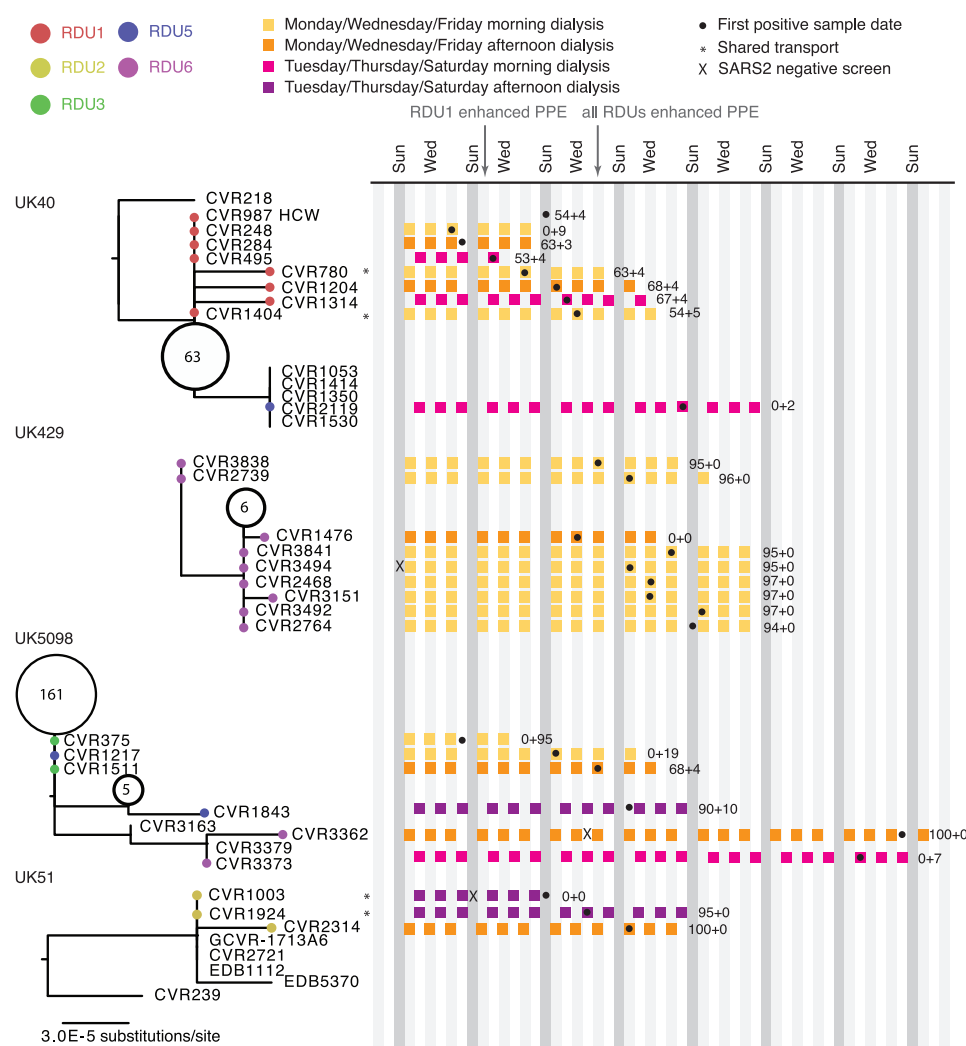 RDU1 RDU5
RDU2 RDU6
RDU3
Monday/Wednesday/Friday morning dialysis
Monday/Wednesday/Friday afternoon dialysis
Tuesday/Thursday/Saturday morning dialysis
Tuesday/Thursday/Saturday afternoon dialysis
First positive sample date
* Shared transport
X SARS2 negative screen
RDU1 enhanced PPE all RDUs enhanced PPE
Sun Wed Sun Wed Sun Wed Sun Wed Sun Wed Sun Wed Sun Wed Sun
UK40
CVR218
CVR987 HCW 54+4
CVR248 0+9
CVR284 63+3
CVR495 53+4
CVR780 * 63+4
CVR1204 68+4
CVR1314 67+4
CVR1404 * 54+5
63
CVR1053
CVR1414
CVR1350
CVR2119 0+2
CVR1530
UK429
CVR3838 95+0
CVR2739 96+0
6
CVR1476 0+0
CVR3841 95+0
CVR3494 X 95+0
CVR2468 97+0
CVR3151 97+0
CVR3492 97+0
CVR2764 94+0
UK5098
161
CVR375 0+95
CVR1217 0+19
CVR1511 68+4
5
CVR1843 90+10
CVR3163
CVR3362 X 100+0
CVR3379
CVR3373 0+7
UK51
CVR1003 * X 0+0
CVR1924 * 95+0
CVR2314 100+0
GCVR-1713A6
CVR2721
EDB1112
EDB5370
CVR239
3.0E-5 substitutions/site